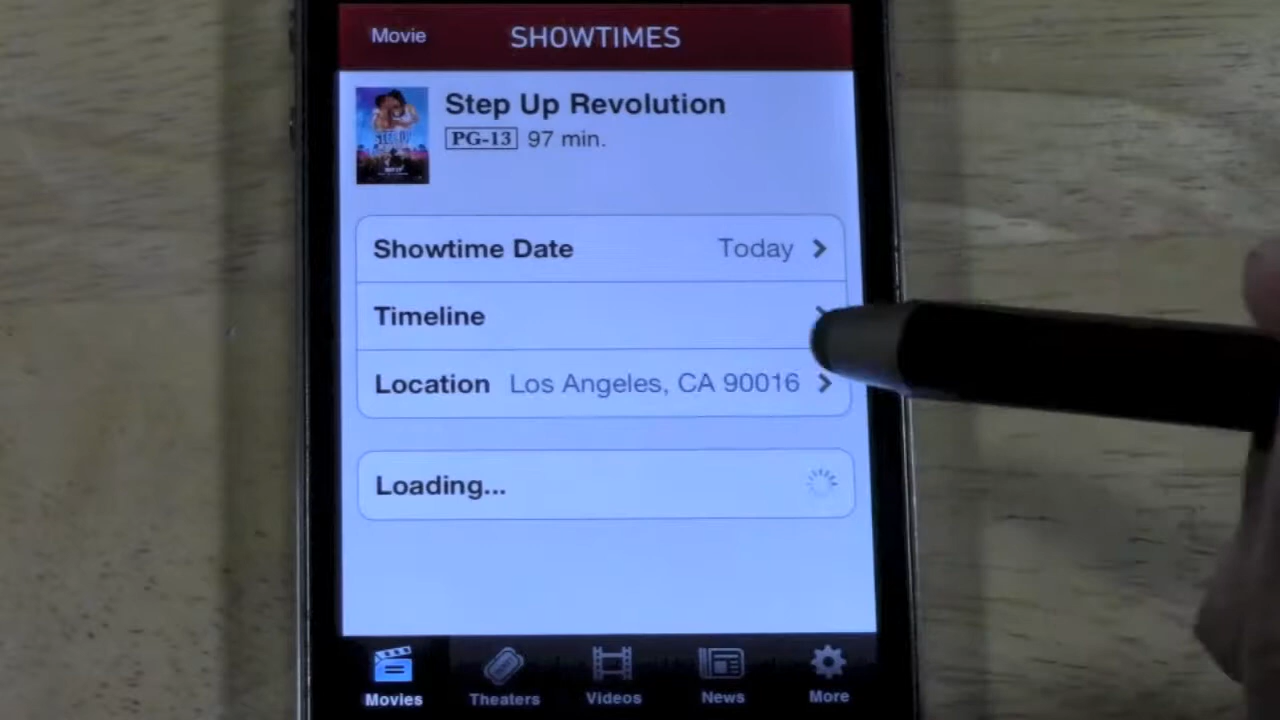 Movie SHOWTIMES
Step Up Revolution
PG-13 97 min.
Showtime Date Today
Timeline
Location Los Angeles, CA 90016
Loading...
Movies Theaters Videos News More